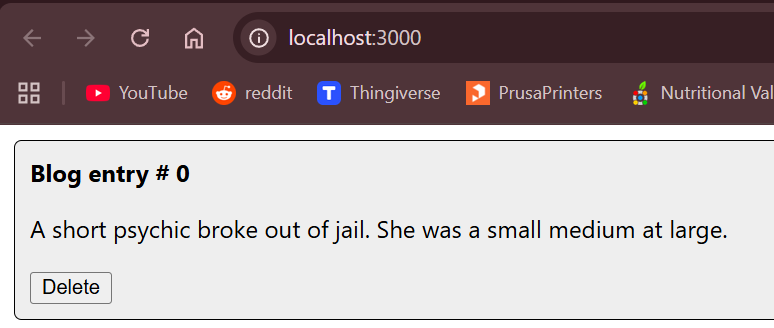 localhost:3000
YouTube reddit Thingiverse PrusaPrinters Nutritional Val
Blog entry # 0
A short psychic broke out of jail. She was a small medium at large.
Delete